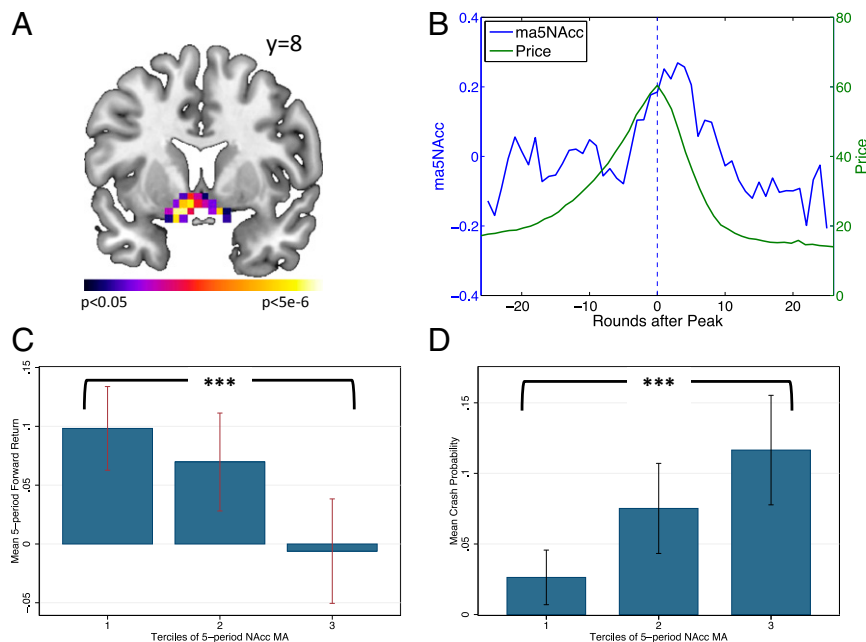 A
y=8
p<0.05
p<5e-6
B
ma5NAcc
Price
0.4
0.2
0
−0.2
−0.4
ma5NAcc
80
60
40
20
0
Price
−20
−10
0
10
20
Rounds after Peak
C
***
.15
.1
.05
0
-.05
Mean 5-period Forward Return
1
2
3
Terciles of 5-period NAcc MA
D
***
.15
.1
.05
0
Mean Crash Probability
1
2
3
Terciles of 5-period NAcc MA